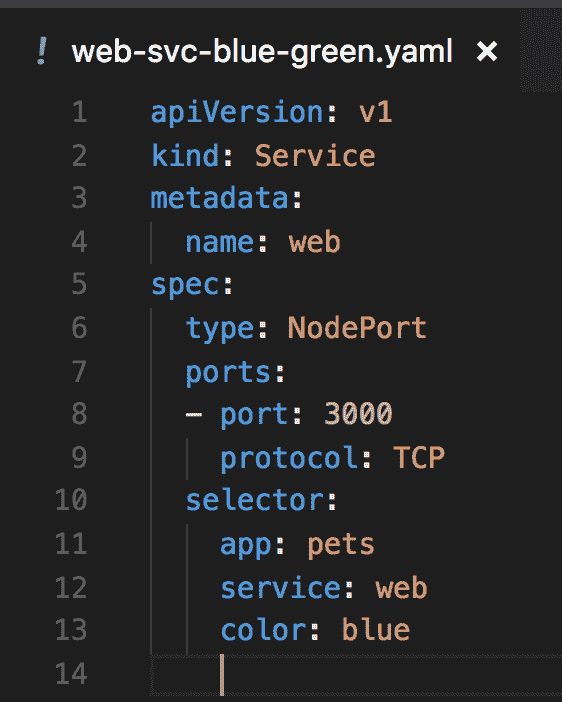 ! web-svc-blue-green.yaml ×
1 apiVersion: v1
2 kind: Service
3 metadata:
4   name: web
5 spec:
6   type: NodePort
7   ports:
8   - port: 3000
9     protocol: TCP
10   selector:
11     app: pets
12     service: web
13     color: blue
14